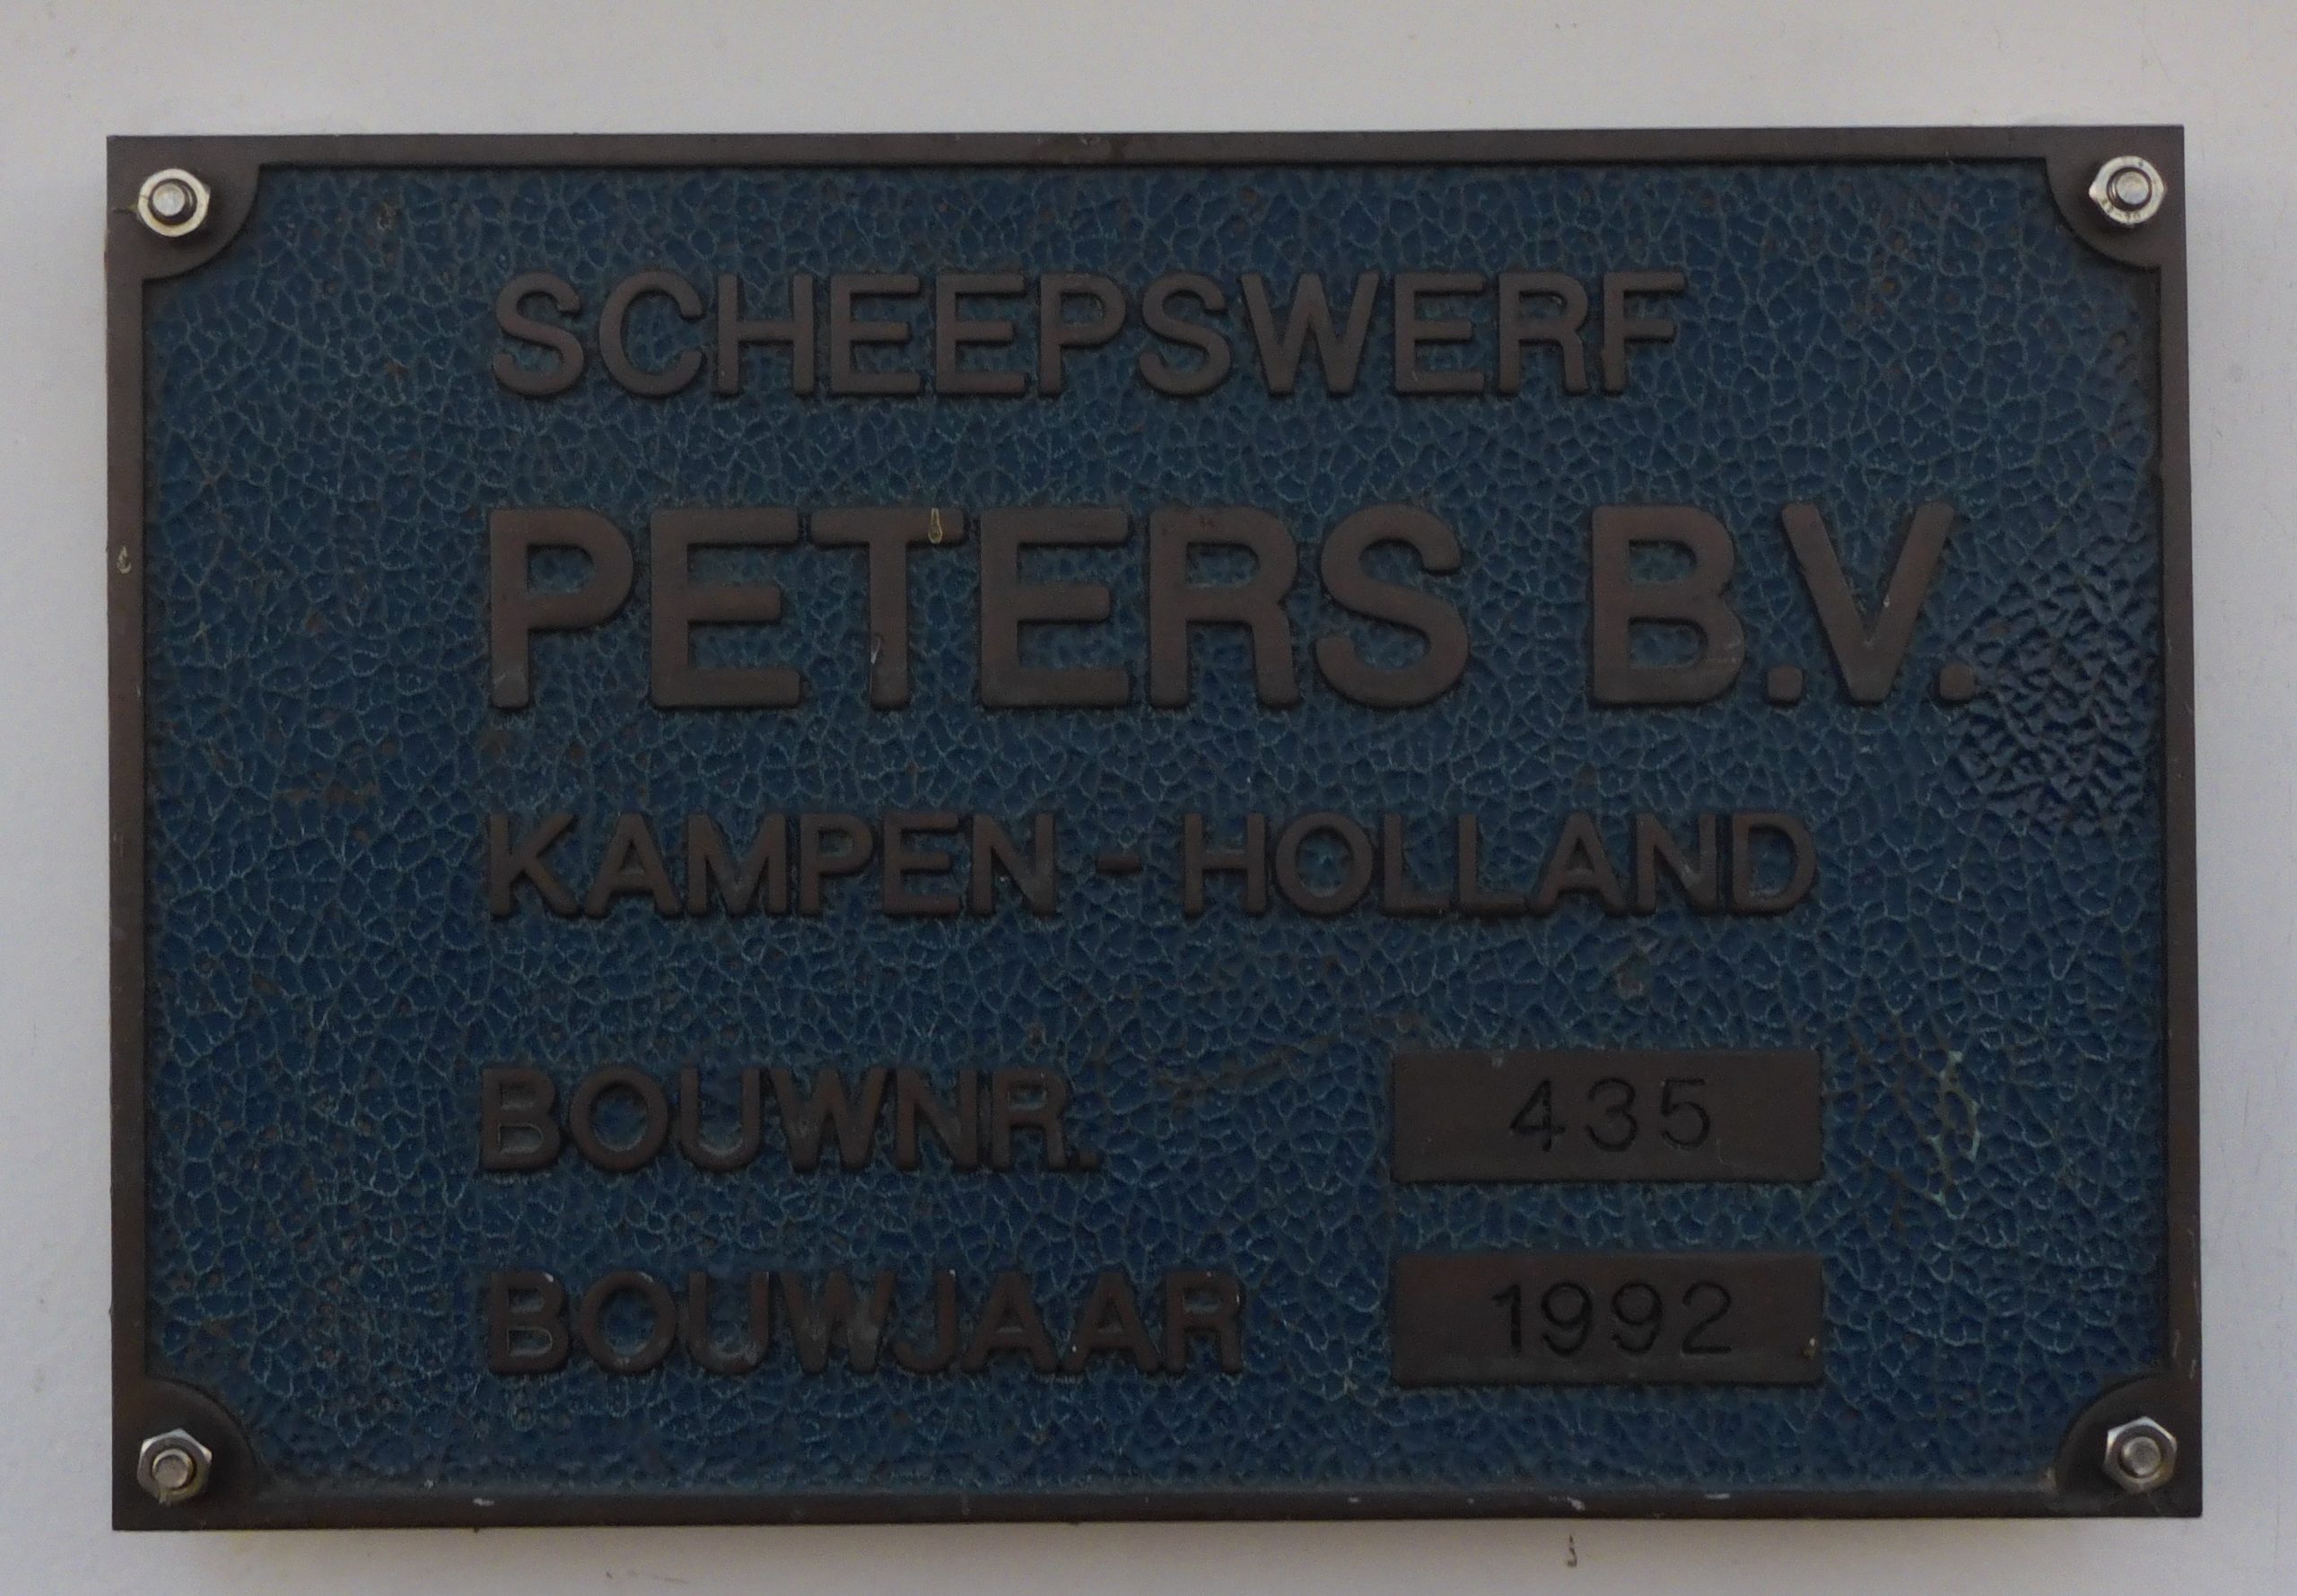 SCHEEPSWERF
PETERS B.V.
KAMPEN - HOLLAND
BOUWNR. 435
BOUWJAAR 1992